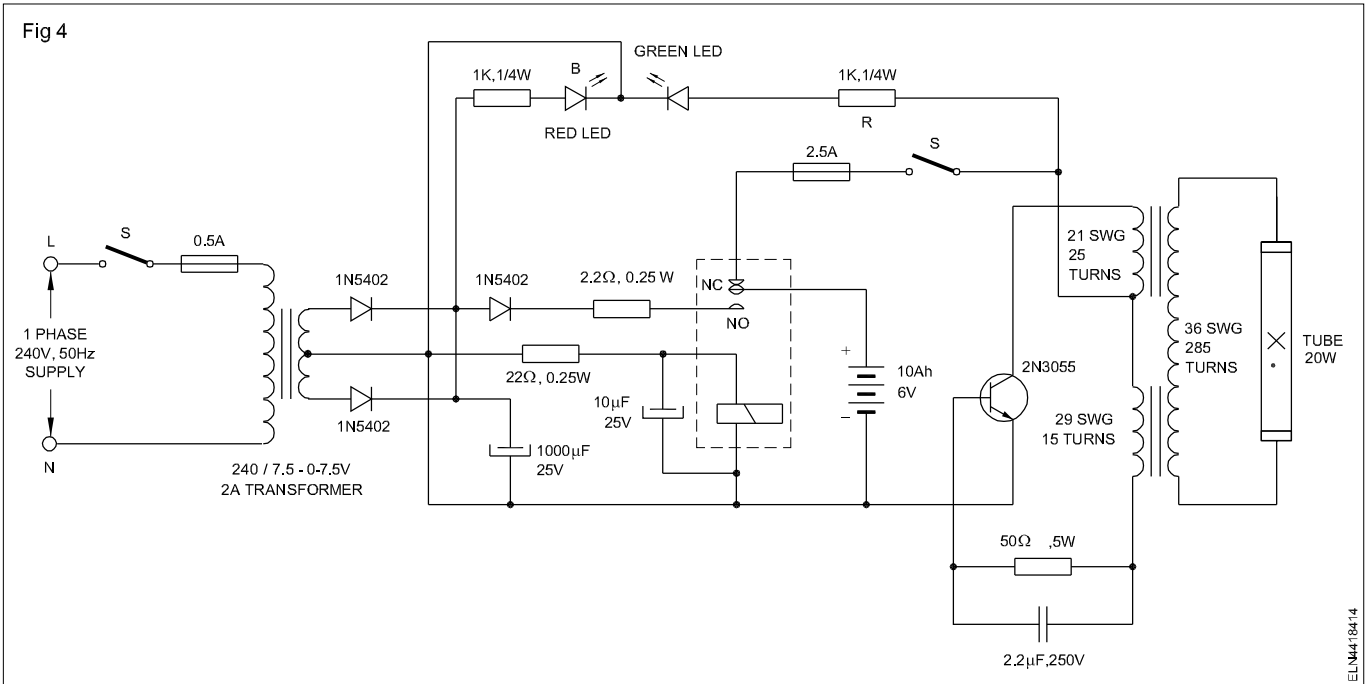 Fig 4
GREEN LED
1K,1/4W
B
1K,1/4W
RED LED
R
2.5A
S
L
S
0.5A
21 SWG
25
TURNS
1N5402
1N5402
2.2Ω, 0.25 W
NC
NO
1 PHASE
240V, 50Hz
SUPPLY
36 SWG
285
TURNS
TUBE
20W
+
10Ah
6V
−
2N3055
22Ω, 0.25W
10µF
25V
1N5402
29 SWG
15 TURNS
N
1000µF
25V
240 / 7.5 - 0-7.5V
2A TRANSFORMER
50Ω ,5W
2.2µF,250V
ELN4418414